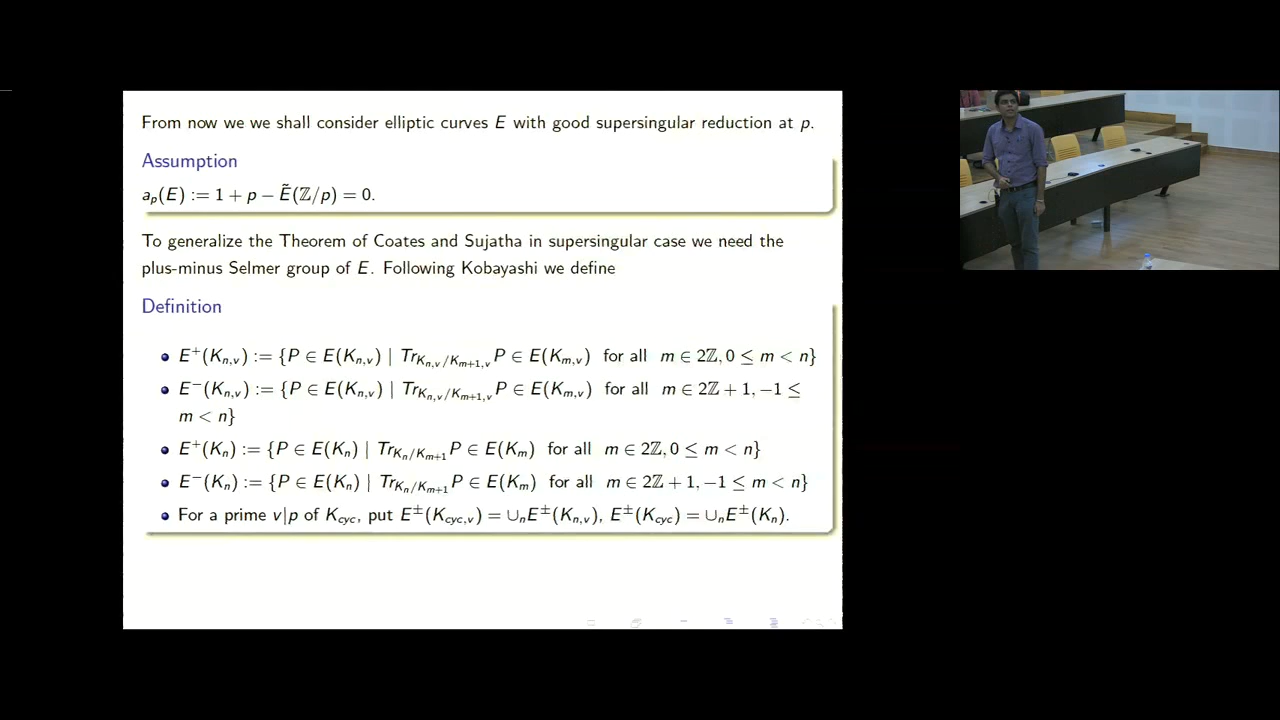 From now we we shall consider elliptic curves E with good supersingular reduction at p.
Assumption
a_p(E) := 1 + p − Ẽ(ℤ/p) = 0.
To generalize the Theorem of Coates and Sujatha in supersingular case we need the
plus-minus Selmer group of E. Following Kobayashi we define
Definition
• E⁺(K_{n,v}) := {P ∈ E(K_{n,v}) | Tr_{K_{n,v}/K_{m+1,v}} P ∈ E(K_{m,v}) for all m ∈ 2ℤ, 0 ≤ m < n}
• E⁻(K_{n,v}) := {P ∈ E(K_{n,v}) | Tr_{K_{n,v}/K_{m+1,v}} P ∈ E(K_{m,v}) for all m ∈ 2ℤ + 1, −1 ≤
m < n}
• E⁺(K_n) := {P ∈ E(K_n) | Tr_{K_n/K_{m+1}} P ∈ E(K_m) for all m ∈ 2ℤ, 0 ≤ m < n}
• E⁻(K_n) := {P ∈ E(K_n) | Tr_{K_n/K_{m+1}} P ∈ E(K_m) for all m ∈ 2ℤ + 1, −1 ≤ m < n}
• For a prime v|p of K_{cyc}, put E^±(K_{cyc,v}) = ∪_n E^±(K_{n,v}), E^±(K_{cyc}) = ∪_n E^±(K_n).